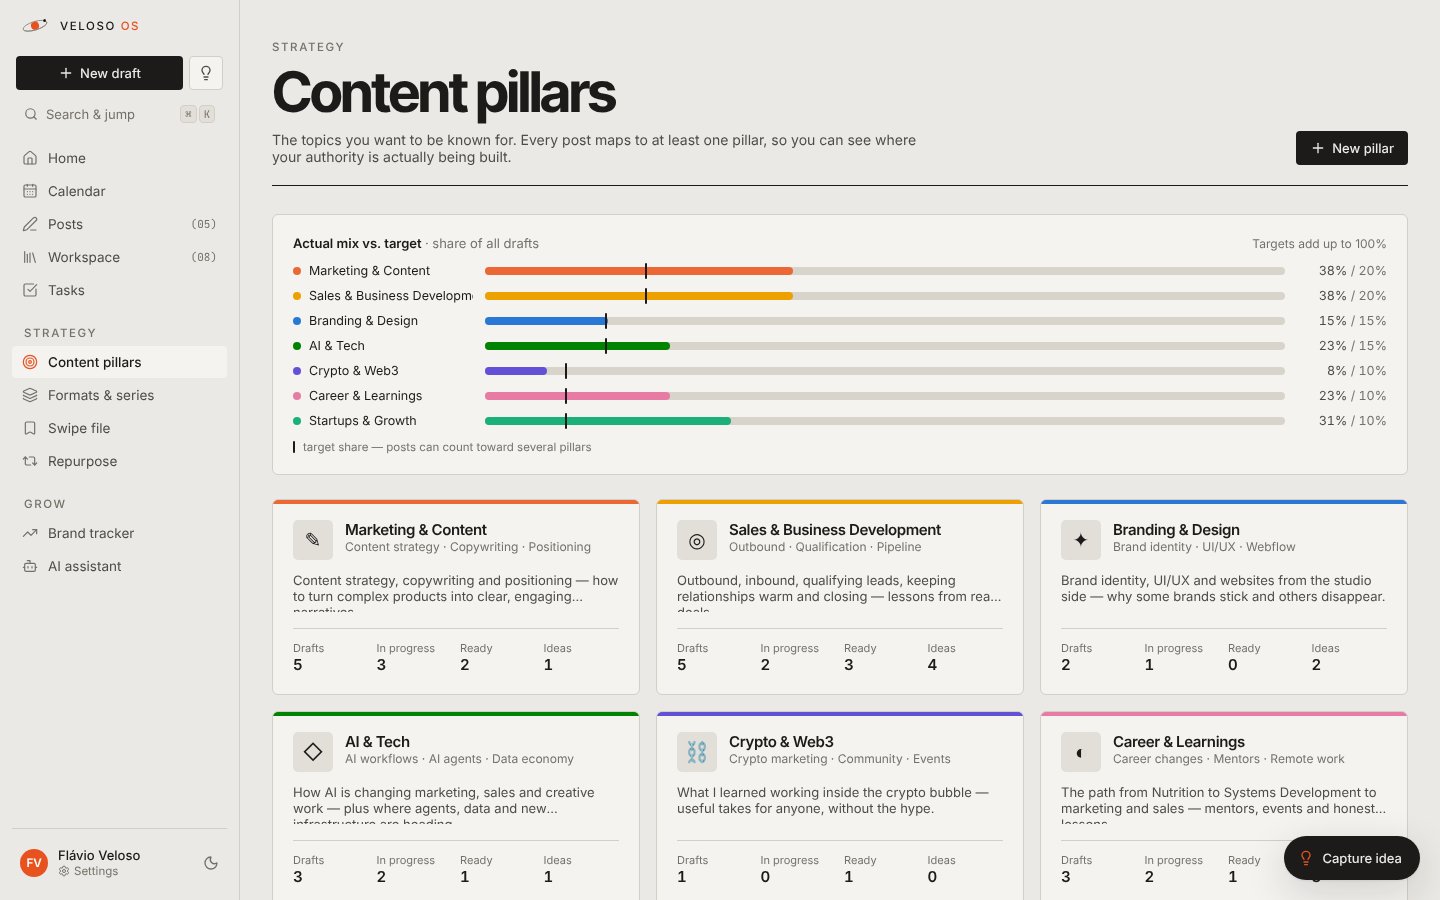 VELOSO OS
New draft
Search & jump
⌘ K
Home
Calendar
Posts (05)
Workspace (08)
Tasks
STRATEGY
Content pillars
Formats & series
Swipe file
Repurpose
GROW
Brand tracker
AI assistant
FV
Flávio Veloso
Settings
STRATEGY
Content pillars
The topics you want to be known for. Every post maps to at least one pillar, so you can see where
your authority is actually being built.
New pillar
Actual mix vs. target · share of all drafts
Targets add up to 100%
Marketing & Content 38% / 20%
Sales & Business Developm 38% / 20%
Branding & Design 15% / 15%
AI & Tech 23% / 15%
Crypto & Web3 8% / 10%
Career & Learnings 23% / 10%
Startups & Growth 31% / 10%
target share — posts can count toward several pillars
Marketing & Content
Content strategy · Copywriting · Positioning
Content strategy, copywriting and positioning — how
to turn complex products into clear, engaging...
narratives
Drafts In progress Ready Ideas
5 3 2 1
Sales & Business Development
Outbound · Qualification · Pipeline
Outbound, inbound, qualifying leads, keeping
relationships warm and closing — lessons from rea...
deals
Drafts In progress Ready Ideas
5 2 3 4
Branding & Design
Brand identity · UI/UX · Webflow
Brand identity, UI/UX and websites from the studio
side — why some brands stick and others disappear.
Drafts In progress Ready Ideas
2 1 0 2
AI & Tech
AI workflows · AI agents · Data economy
How AI is changing marketing, sales and creative
work — plus where agents, data and new...
infrastructure are heading
Drafts In progress Ready Ideas
3 2 1 1
Crypto & Web3
Crypto marketing · Community · Events
What I learned working inside the crypto bubble —
useful takes for anyone, without the hype.
Drafts In progress Ready Ideas
1 0 1 0
Career & Learnings
Career changes · Mentors · Remote work
The path from Nutrition to Systems Development to
marketing and sales — mentors, events and honest...
lessons
Drafts In progress Ready
3 2 1
Capture idea